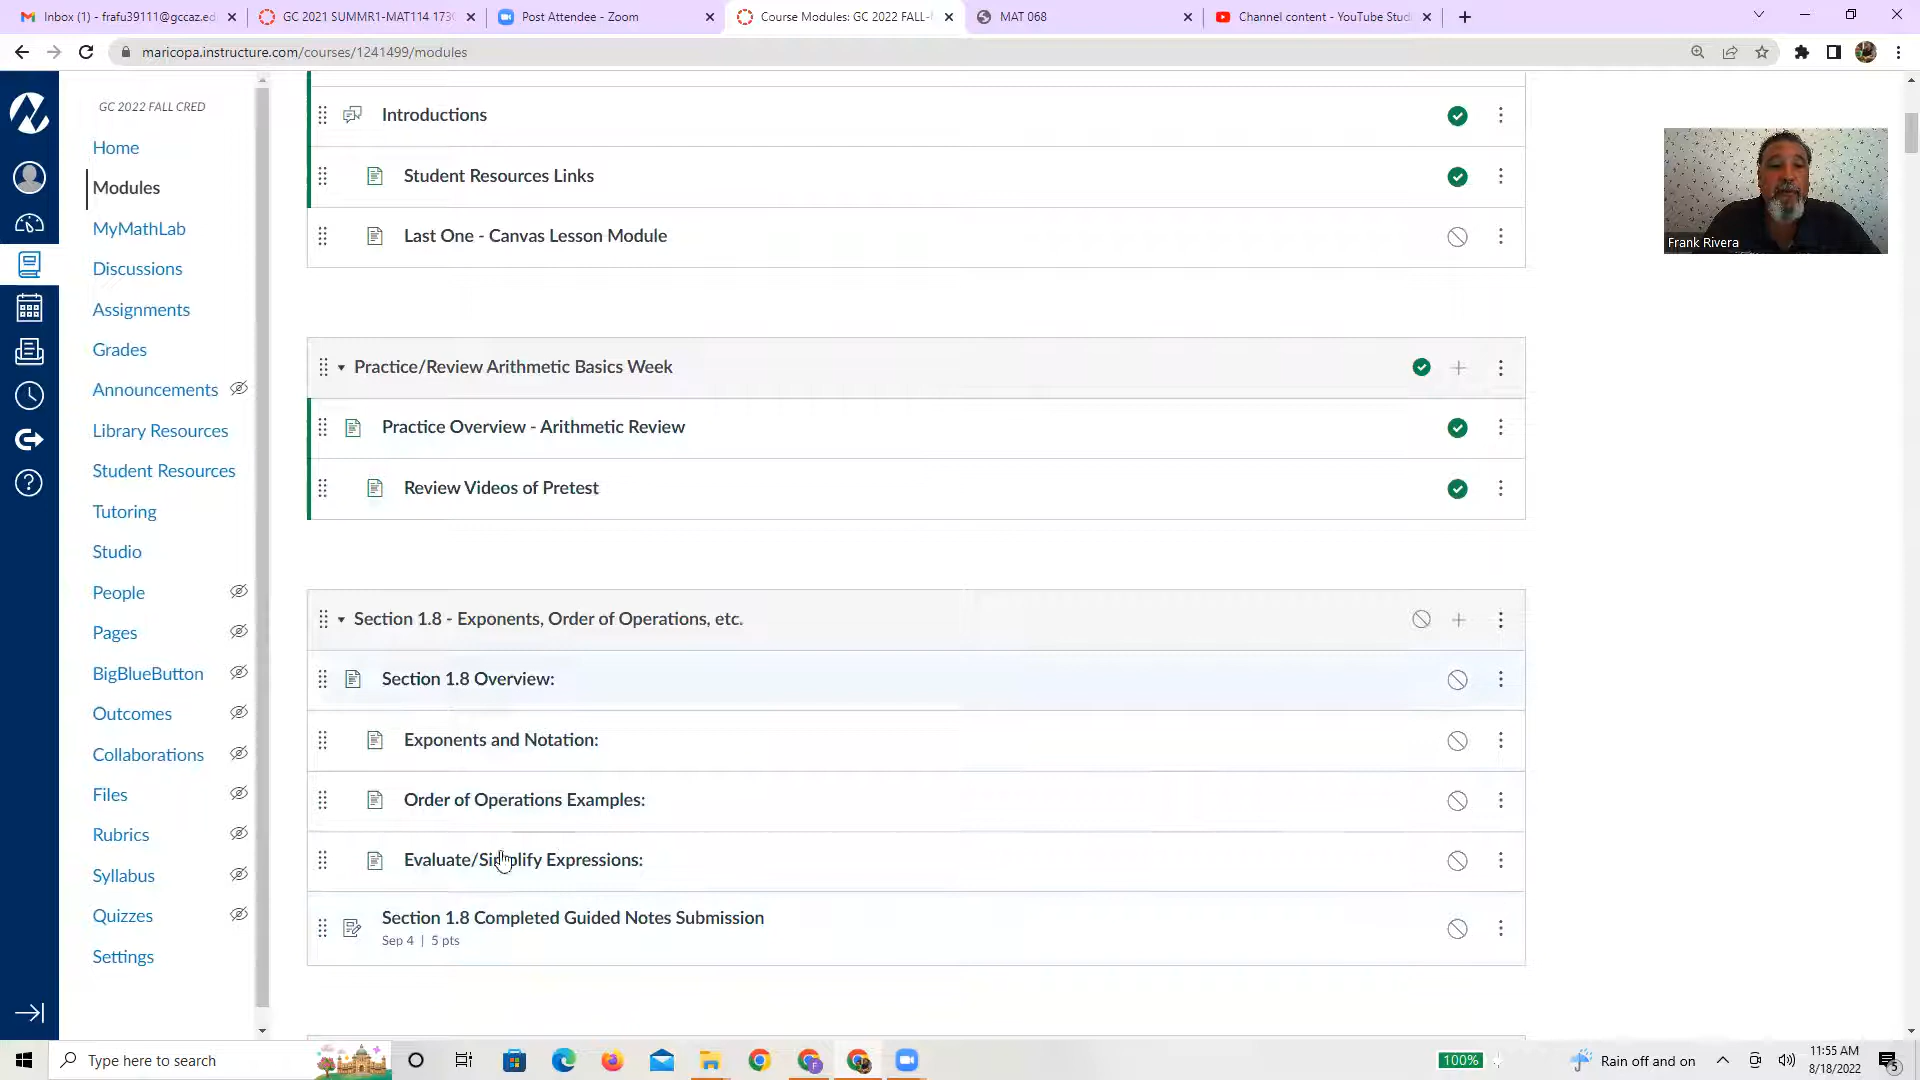 Inbox (1) - frafu39111@gccaz.ed
GC 2021 SUMMR1-MAT114 173
Post Attendee - Zoom
Course Modules: GC 2022 FALL-
MAT 068
Channel content - YouTube Stud
maricopa.instructure.com/courses/1241499/modules
GC 2022 FALL CRED
Home
Modules
MyMathLab
Discussions
Assignments
Grades
Announcements
Library Resources
Student Resources
Tutoring
Studio
People
Pages
BigBlueButton
Outcomes
Collaborations
Files
Rubrics
Syllabus
Quizzes
Settings
Introductions
Student Resources Links
Last One - Canvas Lesson Module
Practice/Review Arithmetic Basics Week
Practice Overview - Arithmetic Review
Review Videos of Pretest
Section 1.8 - Exponents, Order of Operations, etc.
Section 1.8 Overview:
Exponents and Notation:
Order of Operations Examples:
Evaluate/Simplify Expressions:
Section 1.8 Completed Guided Notes Submission
Sep 4 | 5 pts
Frank Rivera
Type here to search
100%
Rain off and on
11:55 AM
8/18/2022
5